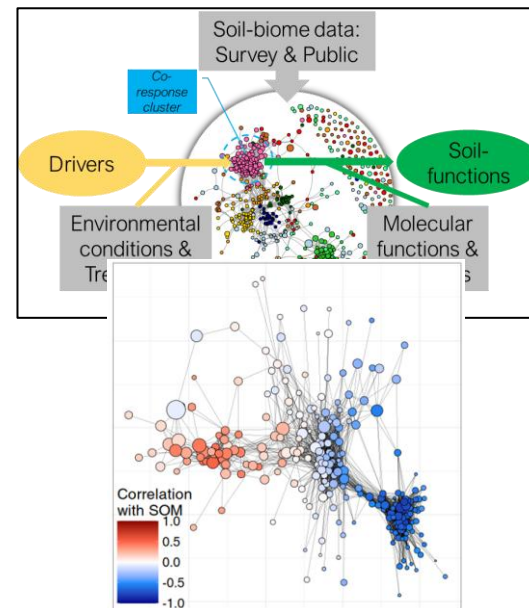 Soil-biome data:
Survey & Public
Co-
response
cluster
Drivers
Soil-
functions
Environmental
conditions &
Molecular
functions &
Correlation
with SOM
1.0
0.5
0.0
-0.5
-1.0